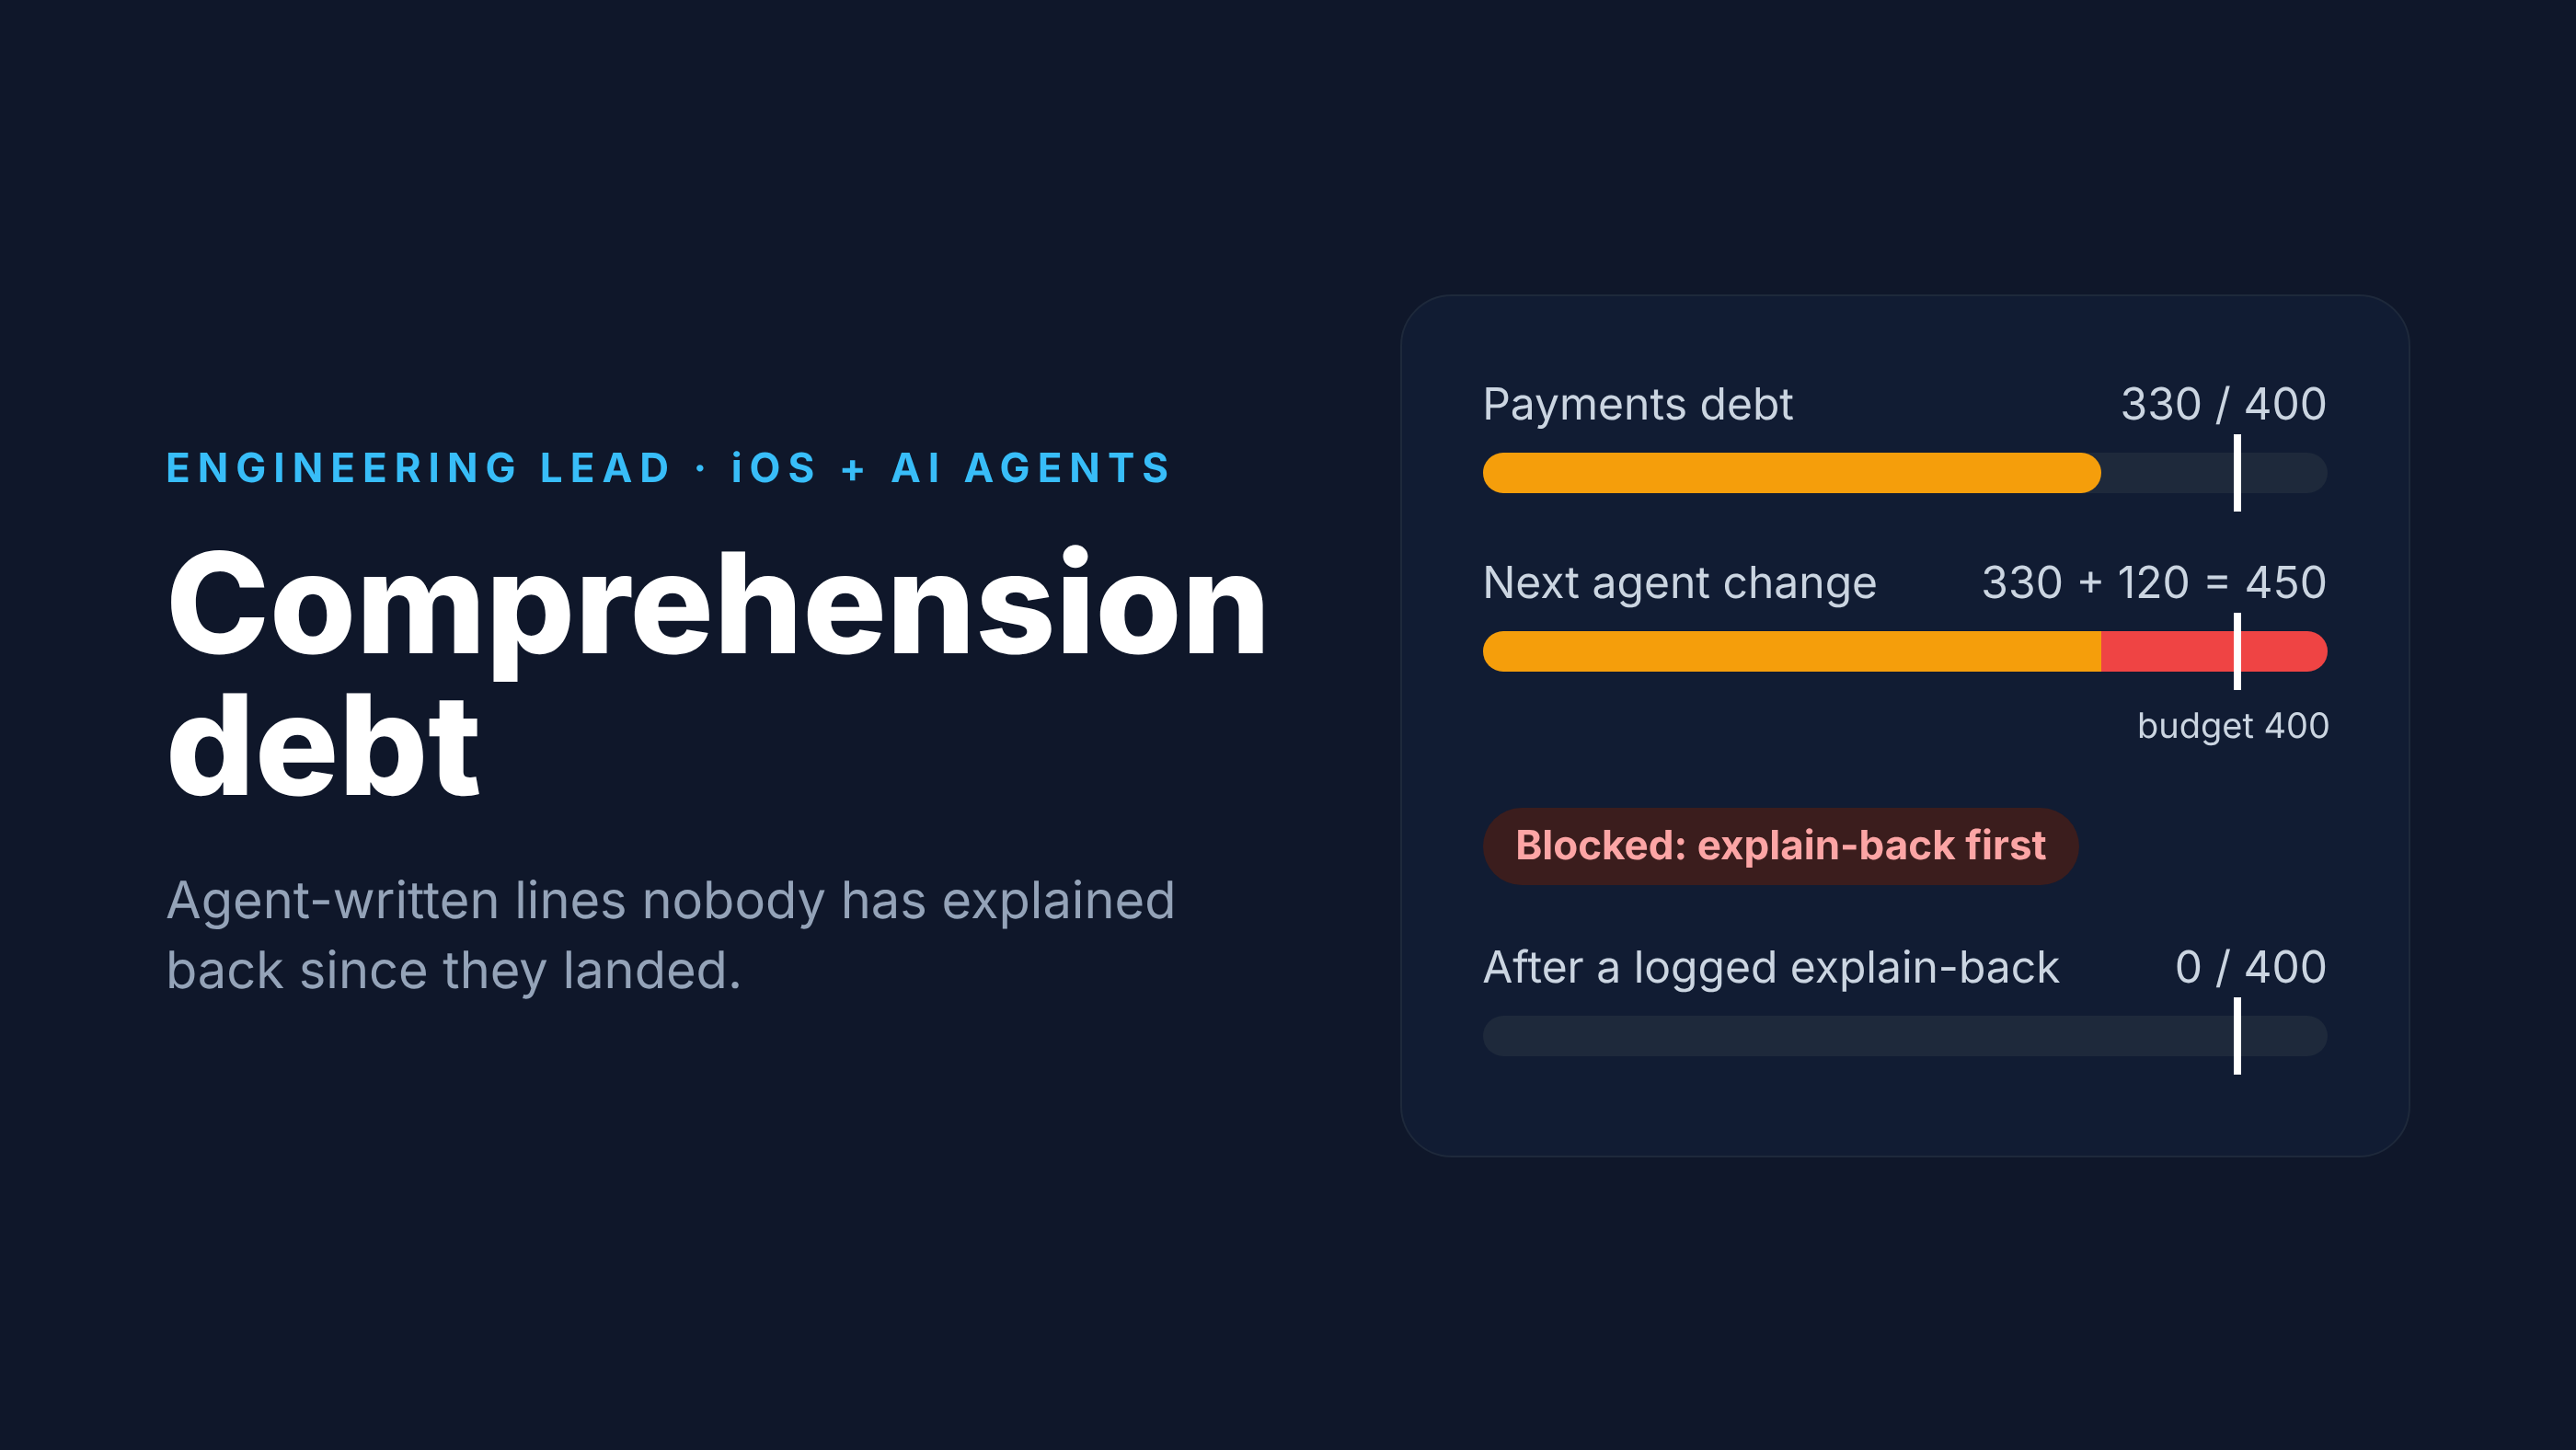 ENGINEERING LEAD · iOS + AI AGENTS
Comprehension
debt
Agent-written lines nobody has explained
back since they landed.
Payments debt 330 / 400
Next agent change 330 + 120 = 450
budget 400
Blocked: explain-back first
After a logged explain-back 0 / 400